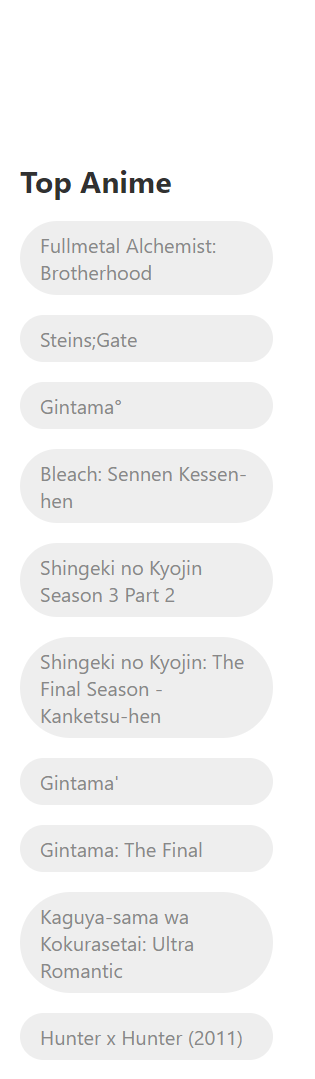 Top Anime
Fullmetal Alchemist:
Brotherhood
Steins;Gate
Gintama°
Bleach: Sennen Kessen-
hen
Shingeki no Kyojin
Season 3 Part 2
Shingeki no Kyojin: The
Final Season -
Kanketsu-hen
Gintama'
Gintama: The Final
Kaguya-sama wa
Kokurasetai: Ultra
Romantic
Hunter x Hunter (2011)